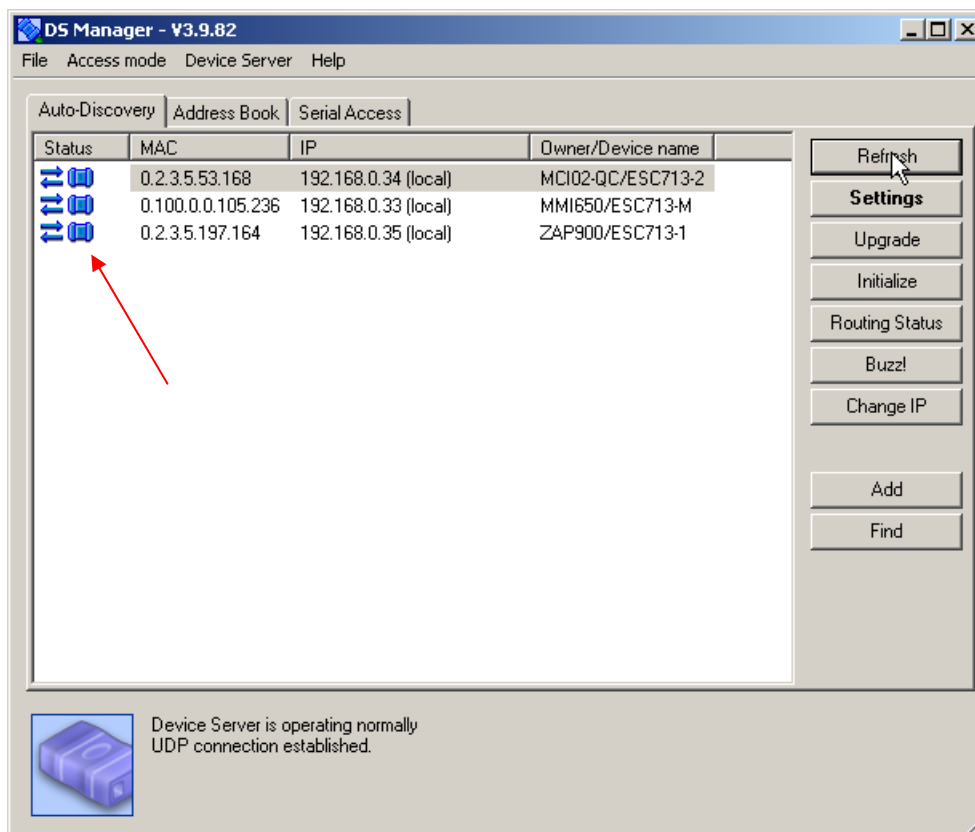 DS Manager - V3.9.82
File Access mode Device Server Help
Auto-Discovery Address Book Serial Access
Status MAC IP Owner/Device name
0.2.3.5.53.168 192.168.0.34 (local) MCI02-QC/ESC713-2
0.100.0.0.105.236 192.168.0.33 (local) MMI650/ESC713-M
0.2.3.5.197.164 192.168.0.35 (local) ZAP900/ESC713-1
Refresh
Settings
Upgrade
Initialize
Routing Status
Buzz!
Change IP
Add
Find
Device Server is operating normally
UDP connection established.